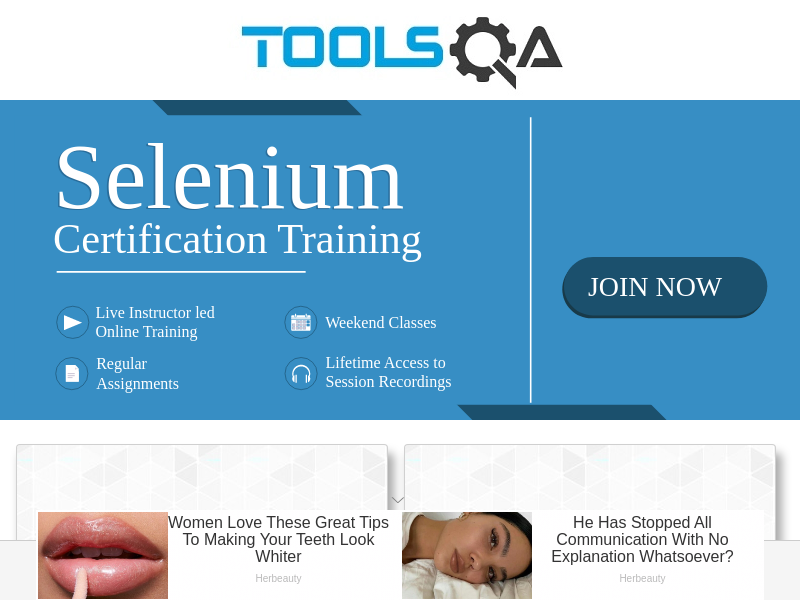 TOOLSQA
Selenium
Certification Training
JOIN NOW
Live Instructor led
Online Training
Weekend Classes
Regular
Assignments
Lifetime Access to
Session Recordings
Women Love These Great Tips
To Making Your Teeth Look
Whiter
Herbeauty
He Has Stopped All
Communication With No
Explanation Whatsoever?
Herbeauty